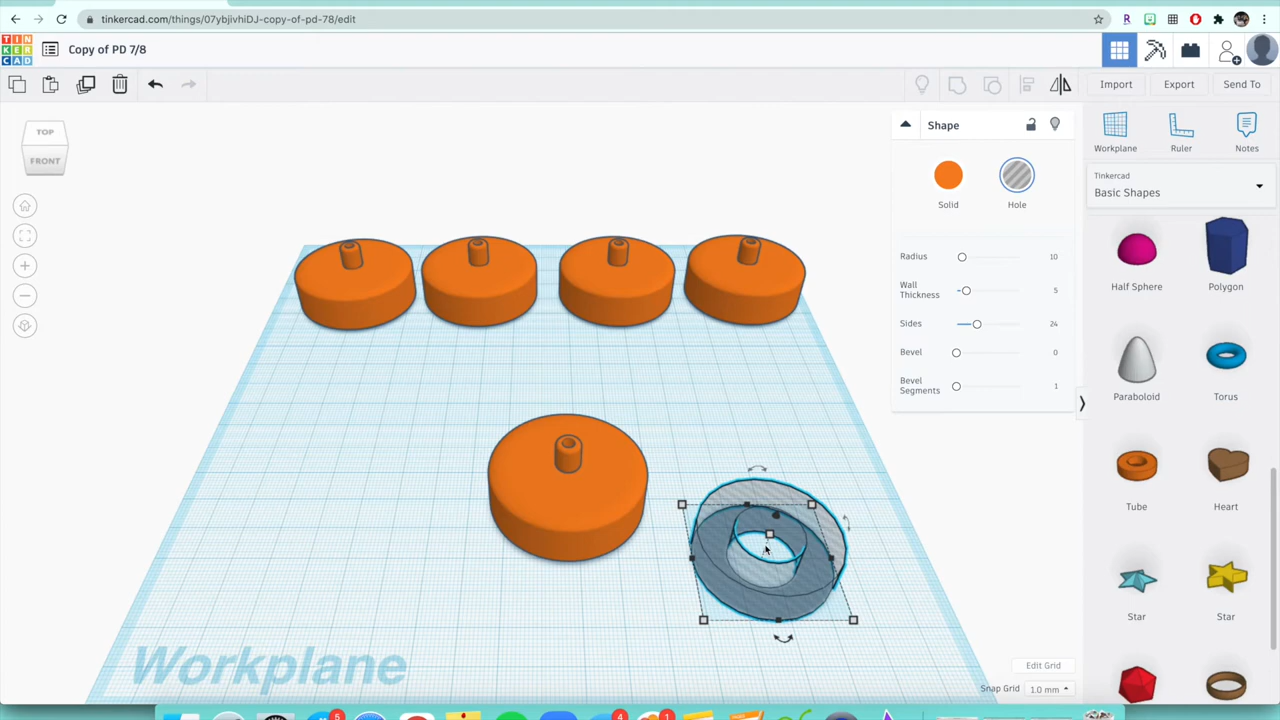 tinkercad.com/things/07ybjivhiDJ-copy-of-pd-78/edit
TIN
KER
CAD
Copy of PD 7/8
Import
Export
Send To
TOP
FRONT
Shape
Solid
Hole
Radius 10
Wall
Thickness 5
Sides 24
Bevel 0
Bevel
Segments 1
Workplane
Ruler
Notes
Tinkercad
Basic Shapes
Half Sphere
Polygon
Paraboloid
Torus
Tube
Heart
Star
Star
Workplane
Edit Grid
Snap Grid 1.0 mm
5
4
1